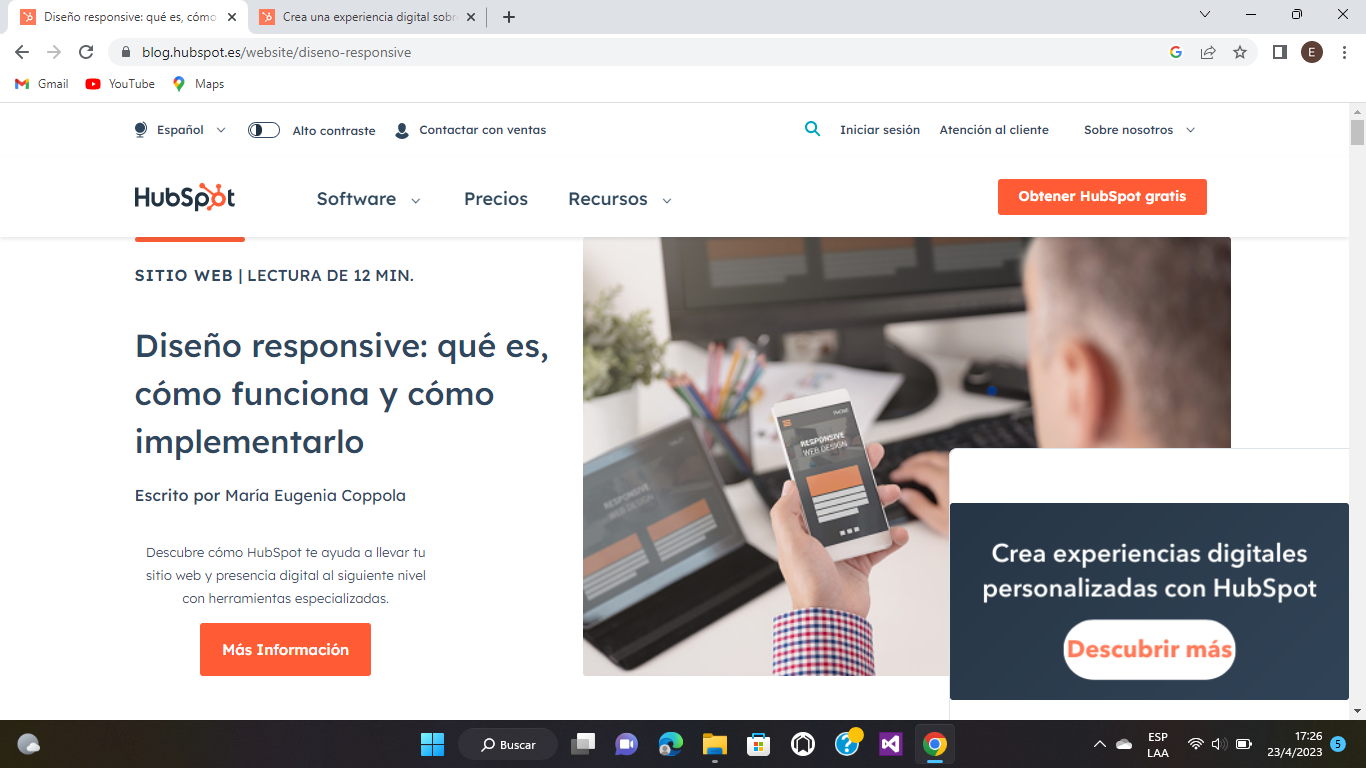 Diseño responsive: qué es, cómo
Crea una experiencia digital sobre
blog.hubspot.es/website/diseno-responsive
E
Gmail
YouTube
Maps
Español
Alto contraste
Contactar con ventas
Iniciar sesión
Atención al cliente
Sobre nosotros
HubSpot
Software
Precios
Recursos
Obtener HubSpot gratis
SITIO WEB | LECTURA DE 12 MIN.
Diseño responsive: qué es,
cómo funciona y cómo
implementarlo
Escrito por María Eugenia Coppola
Descubre cómo HubSpot te ayuda a llevar tu
sitio web y presencia digital al siguiente nivel
con herramientas especializadas.
Más Información
RESPONSIVE
WEB DESIGN
PHONE
RESPONSIVE
WEB DESIGN
Crea experiencias digitales
personalizadas con HubSpot
Descubrir más
Buscar
ESP
LAA
17:26
23/4/2023
5